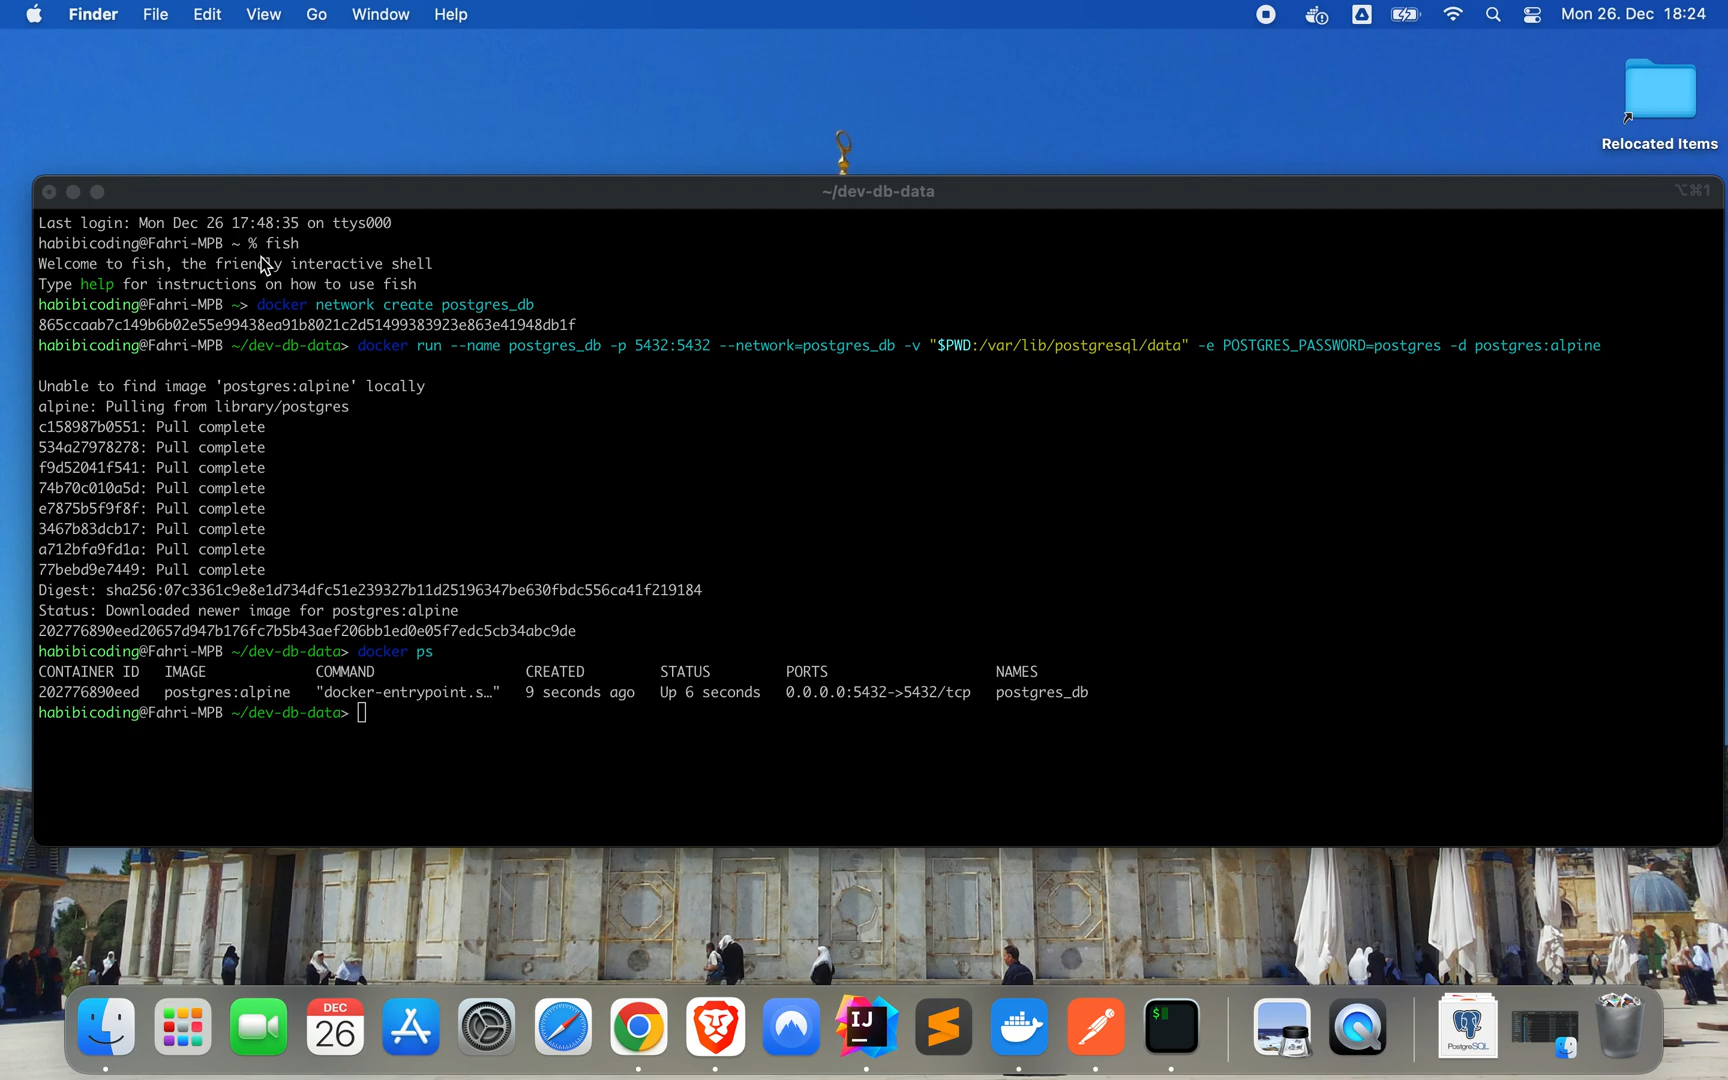 Finder File Edit View Go Window Help Mon 26. Dec 18:24
Relocated Items
~/dev-db-data ⌥⌘1
Last login: Mon Dec 26 17:48:35 on ttys000
habibicoding@Fahri-MPB ~ % fish
Welcome to fish, the friendly interactive shell
Type help for instructions on how to use fish
habibicoding@Fahri-MPB ~> docker network create postgres_db
865ccaab7c149b6b02e55e99438ea91b8021c2d51499383923e863e41948db1f
habibicoding@Fahri-MPB ~/dev-db-data> docker run --name postgres_db -p 5432:5432 --network=postgres_db -v "$PWD:/var/lib/postgresql/data" -e POSTGRES_PASSWORD=postgres -d postgres:alpine
Unable to find image 'postgres:alpine' locally
alpine: Pulling from library/postgres
c158987b0551: Pull complete
534a27978278: Pull complete
f9d52041f541: Pull complete
74b70c010a5d: Pull complete
e7875b5f9f8f: Pull complete
3467b83dcb17: Pull complete
a712bfa9fd1a: Pull complete
77bebd9e7449: Pull complete
Digest: sha256:07c3361c9e8e1d734dfc51e239327b11d25196347be630fbdc556ca41f219184
Status: Downloaded newer image for postgres:alpine
202776890eed20657d947b176fc7b5b43aef206bb1ed0e05f7edc5cb34abc9de
habibicoding@Fahri-MPB ~/dev-db-data> docker ps
CONTAINER ID IMAGE COMMAND CREATED STATUS PORTS NAMES
202776890eed postgres:alpine "docker-entrypoint.s…" 9 seconds ago Up 6 seconds 0.0.0.0:5432->5432/tcp postgres_db
habibicoding@Fahri-MPB ~/dev-db-data>
DEC
26
IJ
$
PostgreSQL